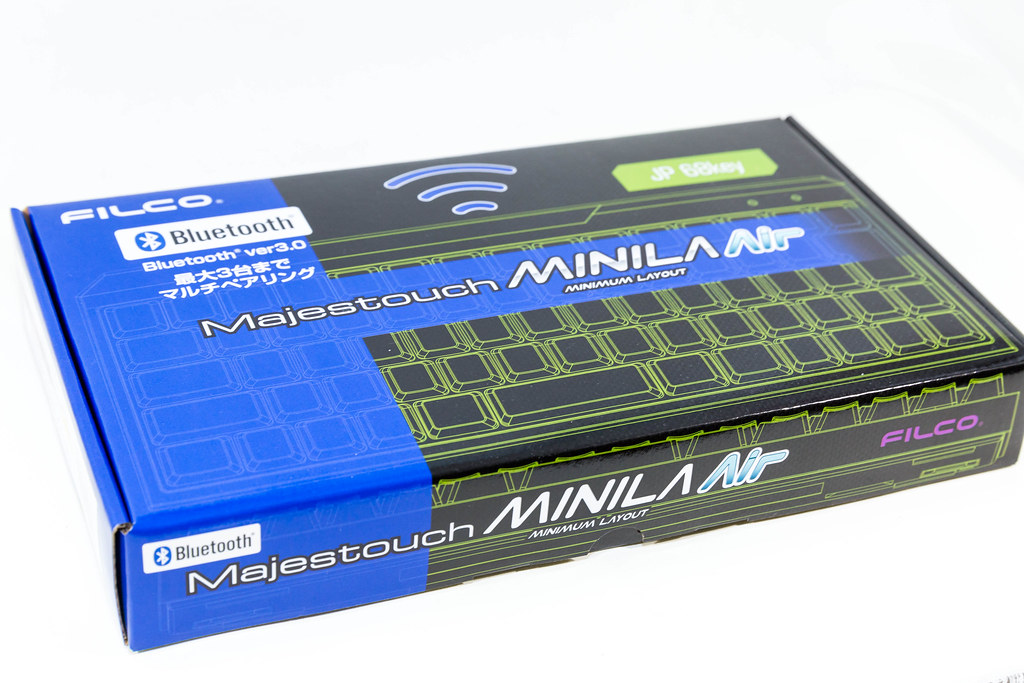 FILCO®
JP 68key
Bluetooth®
Bluetooth® ver3.0
最大3台まで
マルチペアリング
Majestouch MINILA Air
MINIMUM LAYOUT
FILCO®
Bluetooth®
Majestouch MINILA Air
MINIMUM LAYOUT